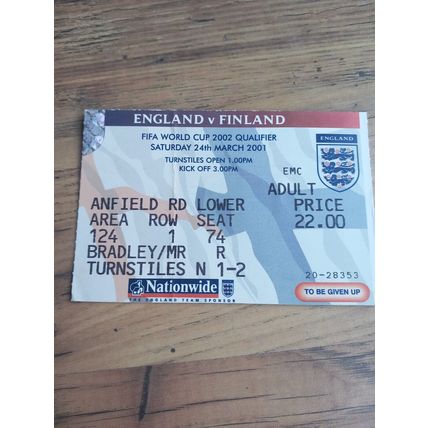 ENGLAND v FINLAND
FIFA WORLD CUP 2002 QUALIFIER
SATURDAY 24TH MARCH 2001
TURNSTILES OPEN 1.00PM
KICK OFF 3.00PM
ENGLAND
EMC
ADULT
ANFIELD RD LOWER PRICE
AREA ROW SEAT 22.00
124 1 74
BRADLEY/MR R
TURNSTILES N 1-2
20-28353
Nationwide
THE ENGLAND TEAM SPONSOR
TO BE GIVEN UP